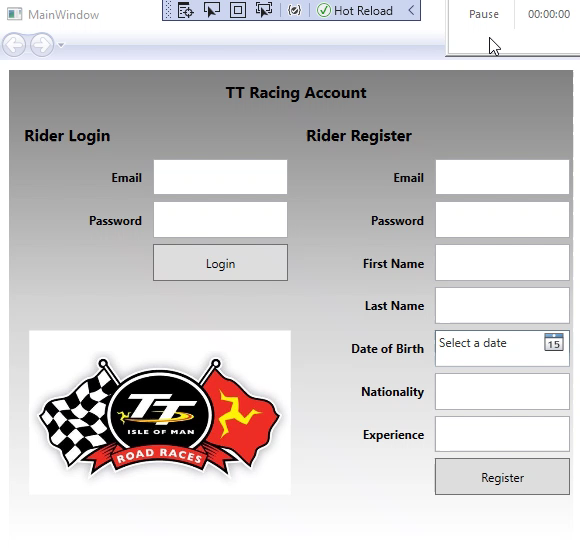 MainWindow
Hot Reload
Pause
00:00:00
TT Racing Account
Rider Login
Email
Password
Login
TT
ISLE OF MAN
ROAD RACES
Rider Register
Email
Password
First Name
Last Name
Date of Birth
Select a date
15
Nationality
Experience
Register